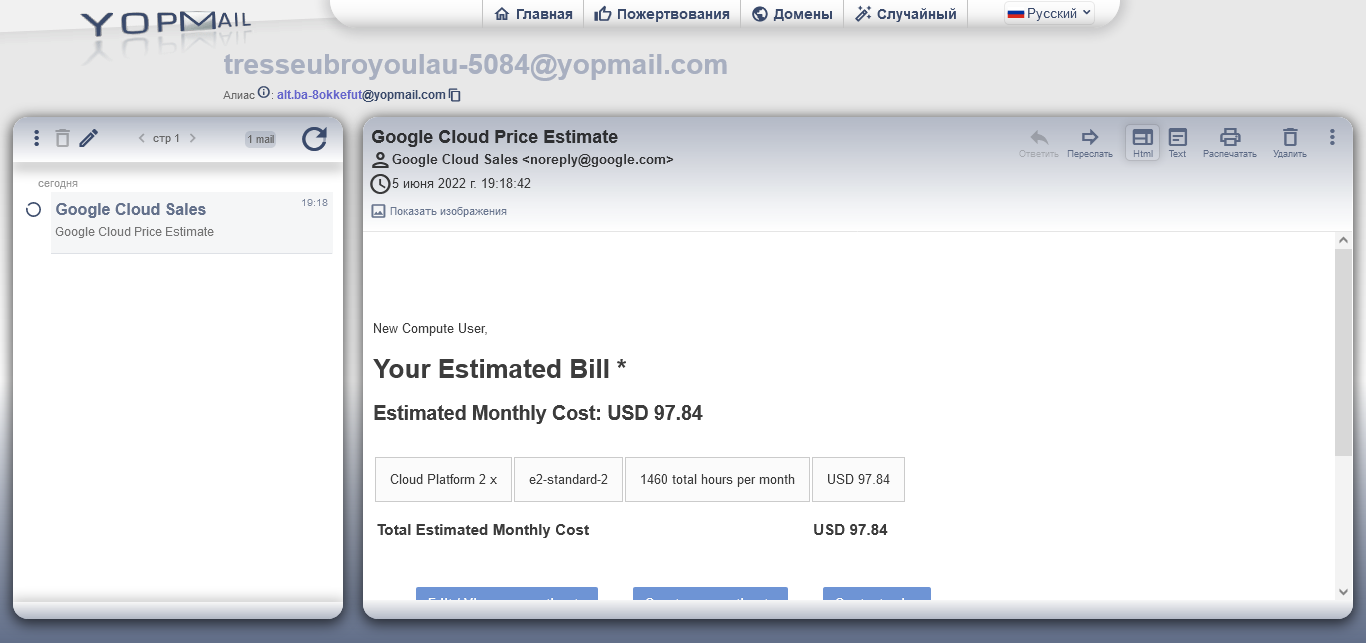 YOPMAIL
Главная Пожертвования Домены Случайный Русский
tresseubroyoulau-5084@yopmail.com
Алиас : alt.ba-8okkefut@yopmail.com
стр 1 1 mail
сегодня
Google Cloud Sales 19:18
Google Cloud Price Estimate
Google Cloud Price Estimate
Google Cloud Sales <noreply@google.com>
5 июня 2022 г. 19:18:42
Показать изображения
Ответить Переслать Html Text Распечатать Удалить
New Compute User,
Your Estimated Bill *
Estimated Monthly Cost: USD 97.84
Cloud Platform 2 x e2-standard-2 1460 total hours per month USD 97.84
Total Estimated Monthly Cost USD 97.84